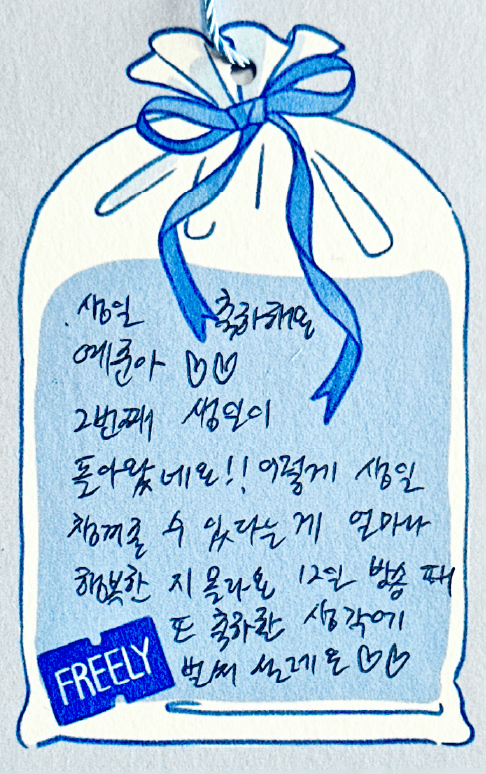 생일 축하해요
예준아 ♡♡
2번째 생일이
돌아왔네요!! 이렇게 생일
챙겨줄 수 있다는게 얼마나
행복한 지 몰라요 12일 방송 때
또 축하할 생각에
벌써 설레요 ♡♡
FREELY